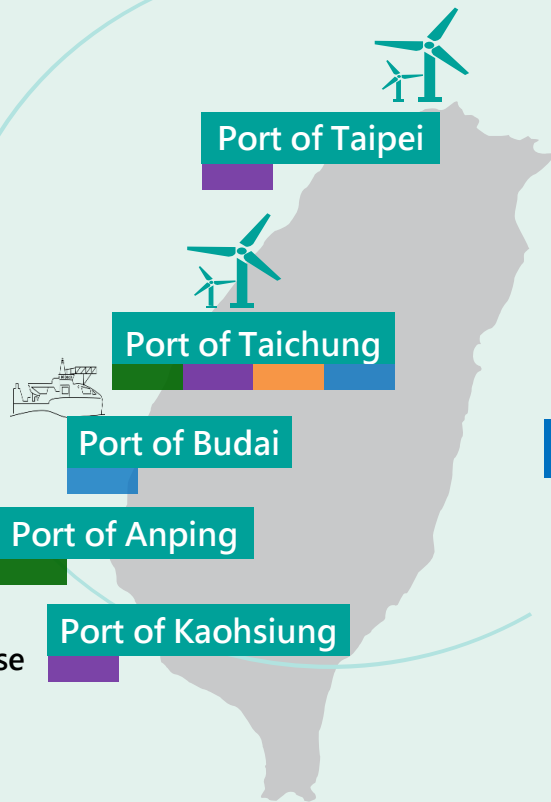 Port of Taipei
Port of Taichung
Port of Budai
Port of Anping
Port of Kaohsiung
se